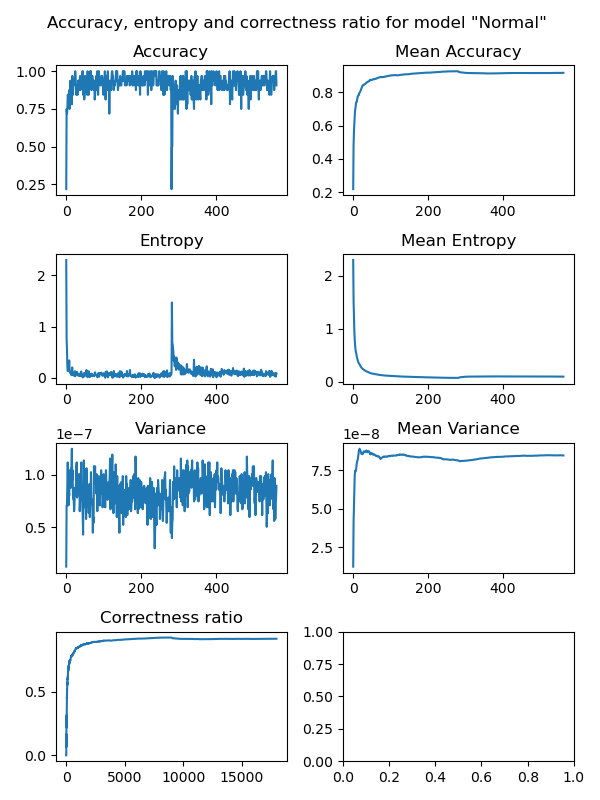 Accuracy, entropy and correctness ratio for model "Normal"
Accuracy
Mean Accuracy
1.00
0.75
0.50
0.25
0 200 400
0.8
0.6
0.4
0.2
0 200 400
Entropy
Mean Entropy
2
1
0
0 200 400
2
1
0
0 200 400
1e−7
Variance
1e−8
Mean Variance
1.0
0.5
0 200 400
7.5
5.0
2.5
0 200 400
Correctness ratio
0.5
0.0
0 5000 10000 15000
1.00
0.75
0.50
0.25
0.00
0.0 0.2 0.4 0.6 0.8 1.0